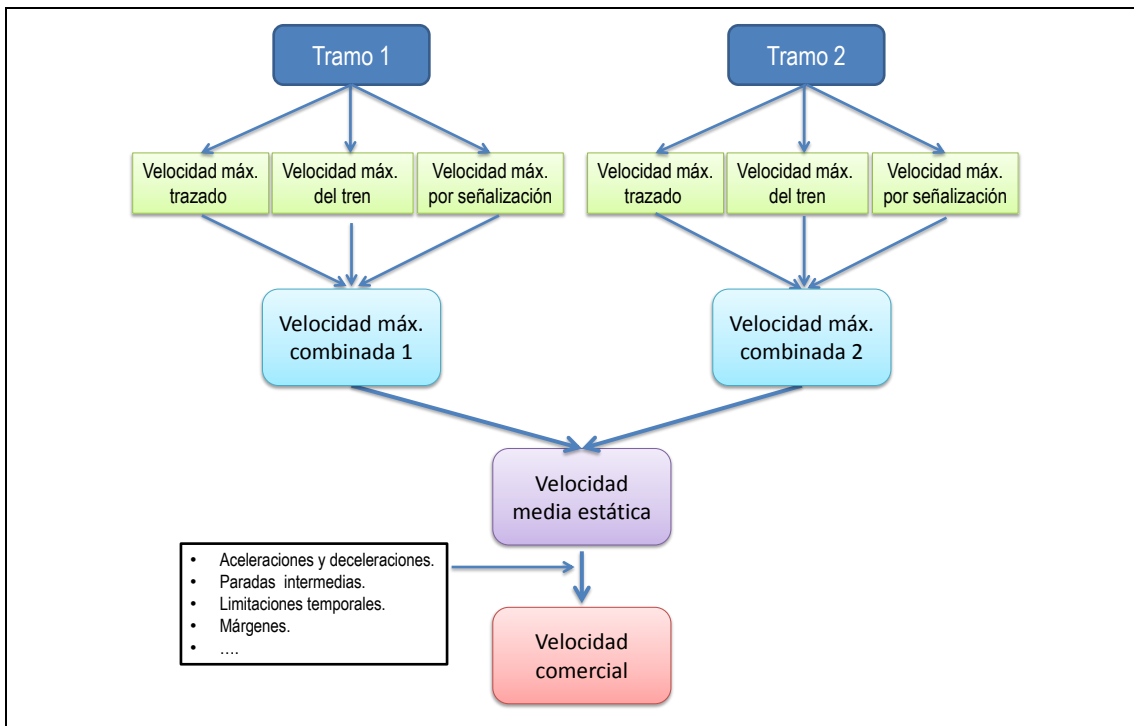 Tramo 1
Tramo 2
Velocidad máx.
trazado
Velocidad máx.
del tren
Velocidad máx.
por señalización
Velocidad máx.
trazado
Velocidad máx.
del tren
Velocidad máx.
por señalización
Velocidad máx.
combinada 1
Velocidad máx.
combinada 2
Velocidad
media estática
• Aceleraciones y deceleraciones.
• Paradas intermedias.
• Limitaciones temporales.
• Márgenes.
• ….
Velocidad
comercial